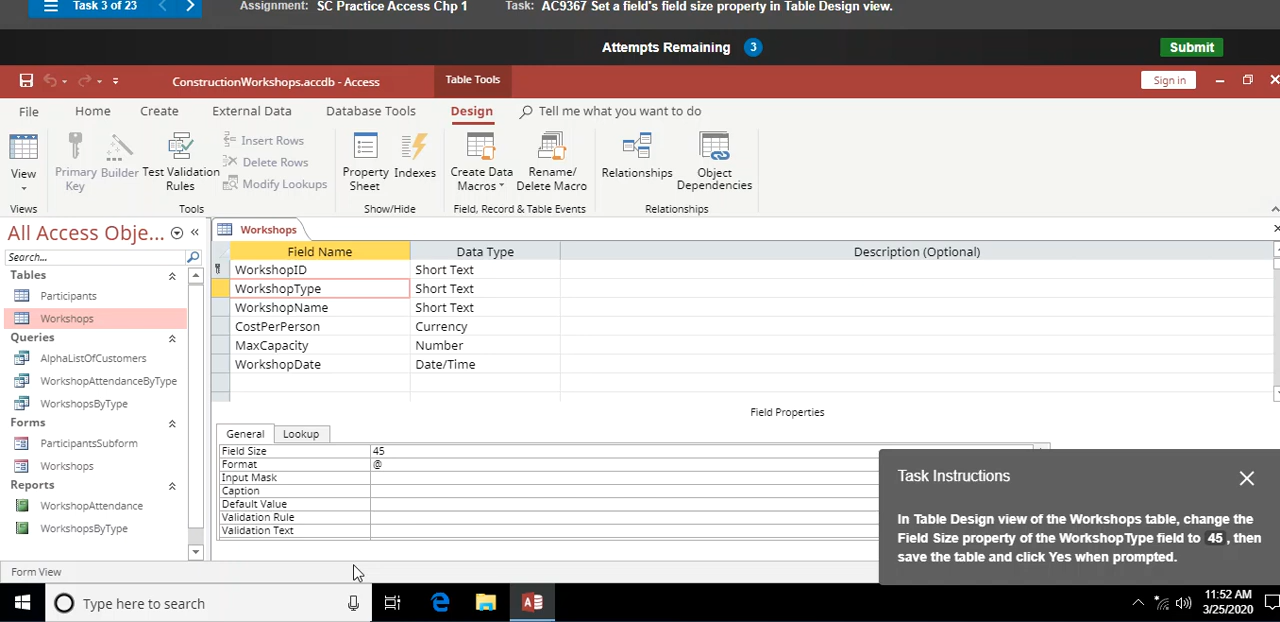 Task 3 of 23
Assignment: SC Practice Access Chp 1
Task: AC9367 Set a field's field size property in Table Design view.
Attempts Remaining 3
Submit
ConstructionWorkshops.accdb - Access
Table Tools
Sign in
File Home Create External Data Database Tools Design Tell me what you want to do
View
Primary Key
Builder
Test Validation Rules
Insert Rows
Delete Rows
Modify Lookups
Property Sheet
Indexes
Create Data Macros
Rename/ Delete Macro
Relationships
Object Dependencies
Views
Tools
Show/Hide
Field, Record & Table Events
Relationships
All Access Obje...
Search...
Tables
Participants
Workshops
Queries
AlphaListOfCustomers
WorkshopAttendanceByType
WorkshopsByType
Forms
ParticipantsSubform
Workshops
Reports
WorkshopAttendance
WorkshopsByType
Workshops
Field Name Data Type Description (Optional)
WorkshopID Short Text
WorkshopType Short Text
WorkshopName Short Text
CostPerPerson Currency
MaxCapacity Number
WorkshopDate Date/Time
Field Properties
General Lookup
Field Size 45
Format @
Input Mask
Caption
Default Value
Validation Rule
Validation Text
Task Instructions
In Table Design view of the Workshops table, change the
Field Size property of the WorkshopType field to 45 , then
save the table and click Yes when prompted.
Form View
Type here to search
11:52 AM
3/25/2020